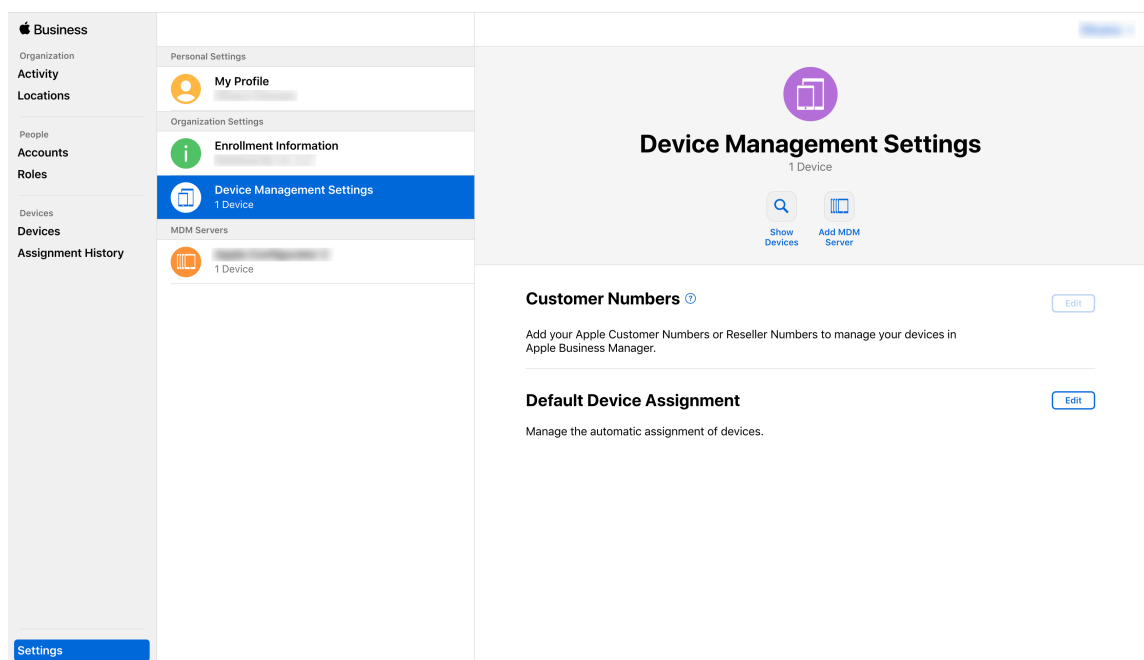 Business
Organization
Activity
Locations
People
Accounts
Roles
Devices
Devices
Assignment History
Settings
Personal Settings
My Profile
Organization Settings
Enrollment Information
Device Management Settings
1 Device
MDM Servers
1 Device
Device Management Settings
1 Device
Show
Devices
Add MDM
Server
Customer Numbers ?
Edit
Add your Apple Customer Numbers or Reseller Numbers to manage your devices in
Apple Business Manager.
Default Device Assignment
Edit
Manage the automatic assignment of devices.